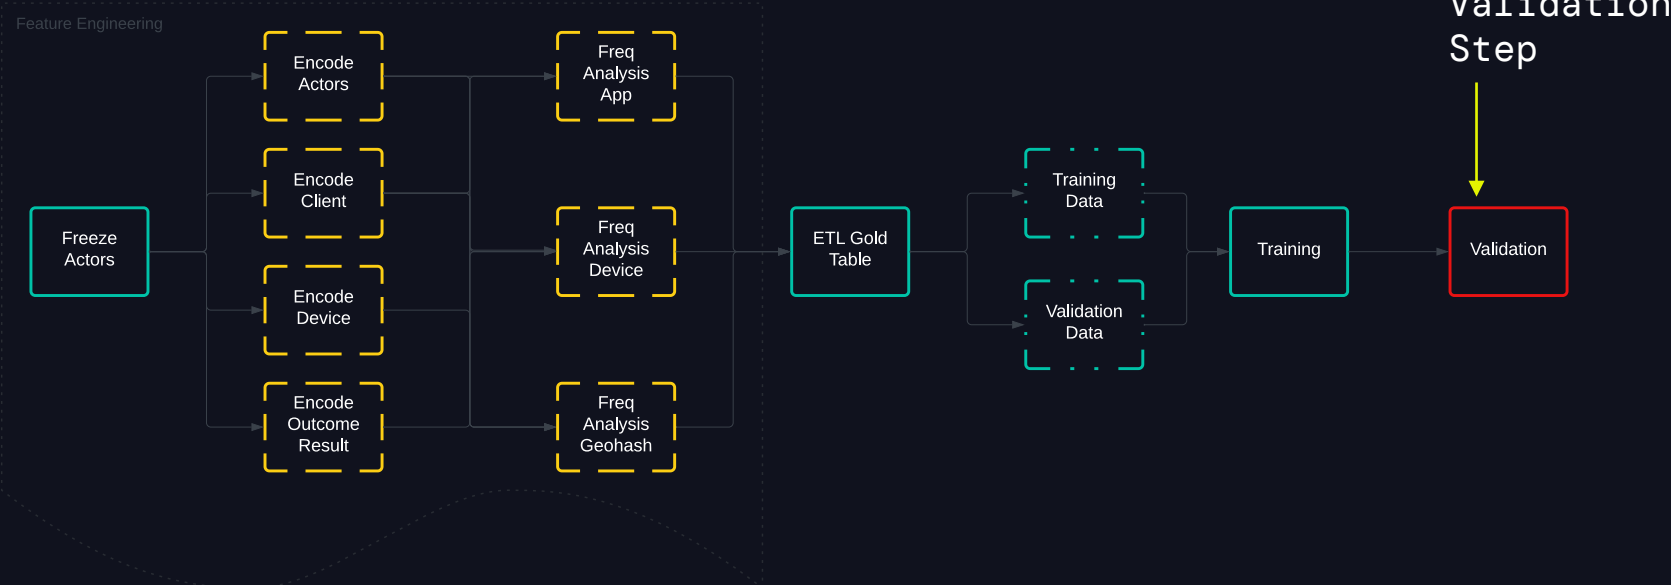 Feature Engineering
Validation
Step
Encode
Actors
Freq
Analysis
App
Encode
Client
Training
Data
Freeze
Actors
Freq
Analysis
Device
ETL Gold
Table
Training
Validation
Encode
Device
Validation
Data
Encode
Outcome
Result
Freq
Analysis
Geohash